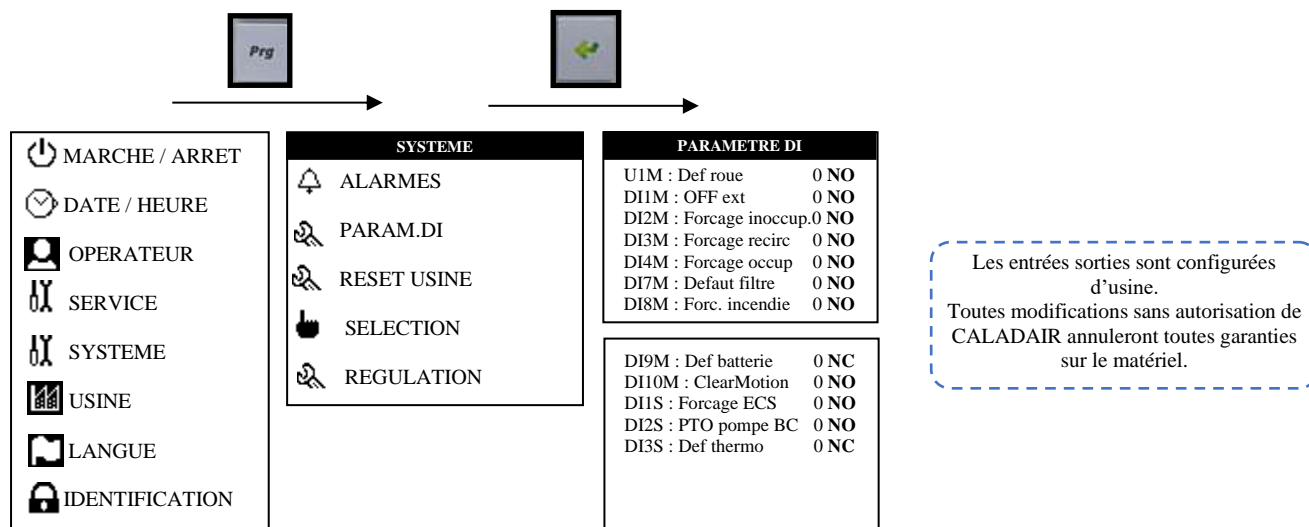 Prg
MARCHE / ARRET
DATE / HEURE
OPERATEUR
SERVICE
SYSTEME
USINE
LANGUE
IDENTIFICATION
SYSTEME
ALARMES
PARAM.DI
RESET USINE
SELECTION
REGULATION
PARAMETRE DI
U1M : Def roue 0 NO
DI1M : OFF ext 0 NO
DI2M : Forcage inoccup.0 NO
DI3M : Forcage recirc 0 NO
DI4M : Forcage occup 0 NO
DI7M : Defaut filtre 0 NO
DI8M : Forc. incendie 0 NO
DI9M : Def batterie 0 NC
DI10M : ClearMotion 0 NO
DI1S : Forcage ECS 0 NO
DI2S : PTO pompe BC 0 NO
DI3S : Def thermo 0 NC
Les entrées sorties sont configurées
d’usine.
Toutes modifications sans autorisation de
CALADAIR annuleront toutes garanties
sur le matériel.